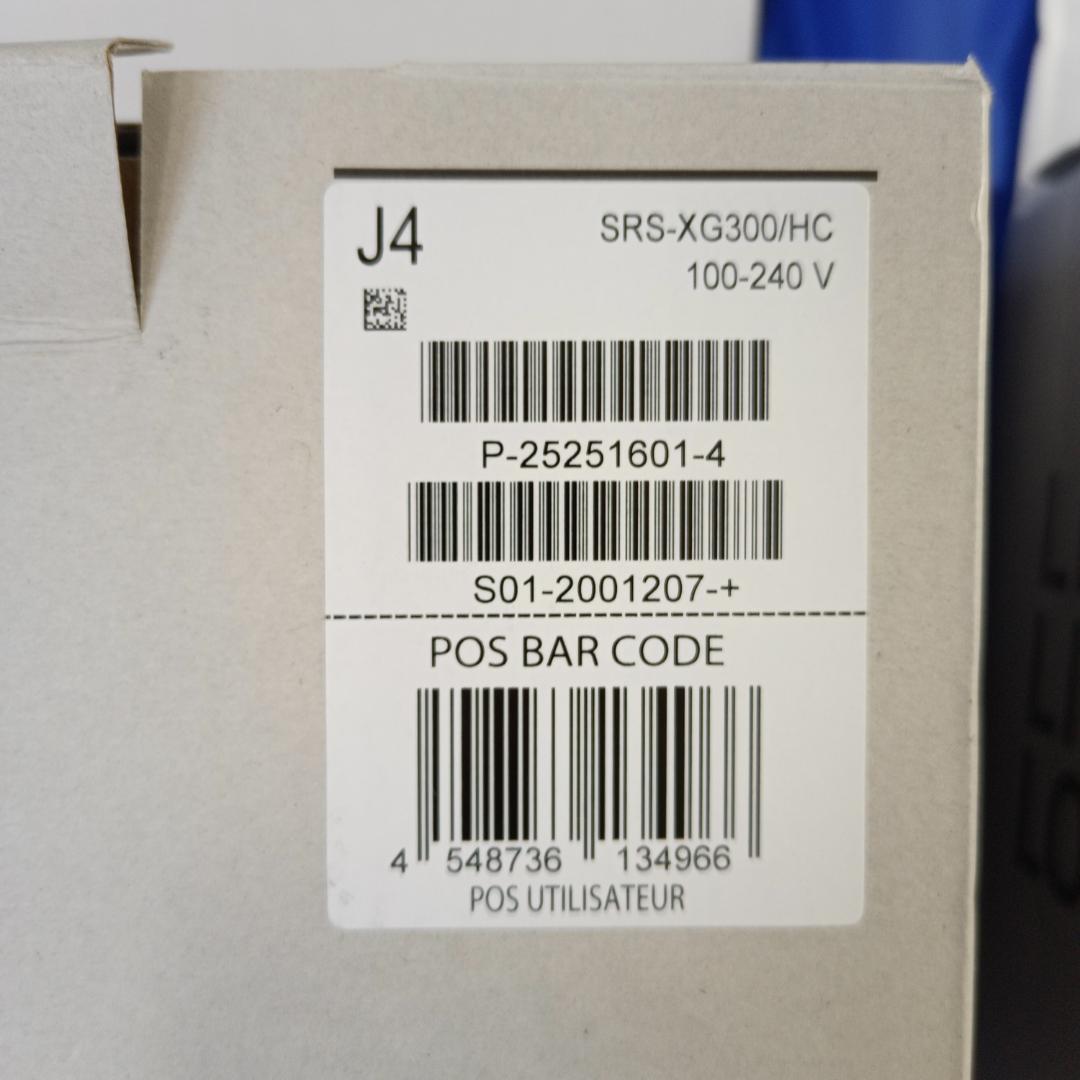 J4
SRS-XG300/HC
100-240 V
P-25251601-4
S01-2001207-+
POS BAR CODE
4 548736 134966
POS UTILISATEUR